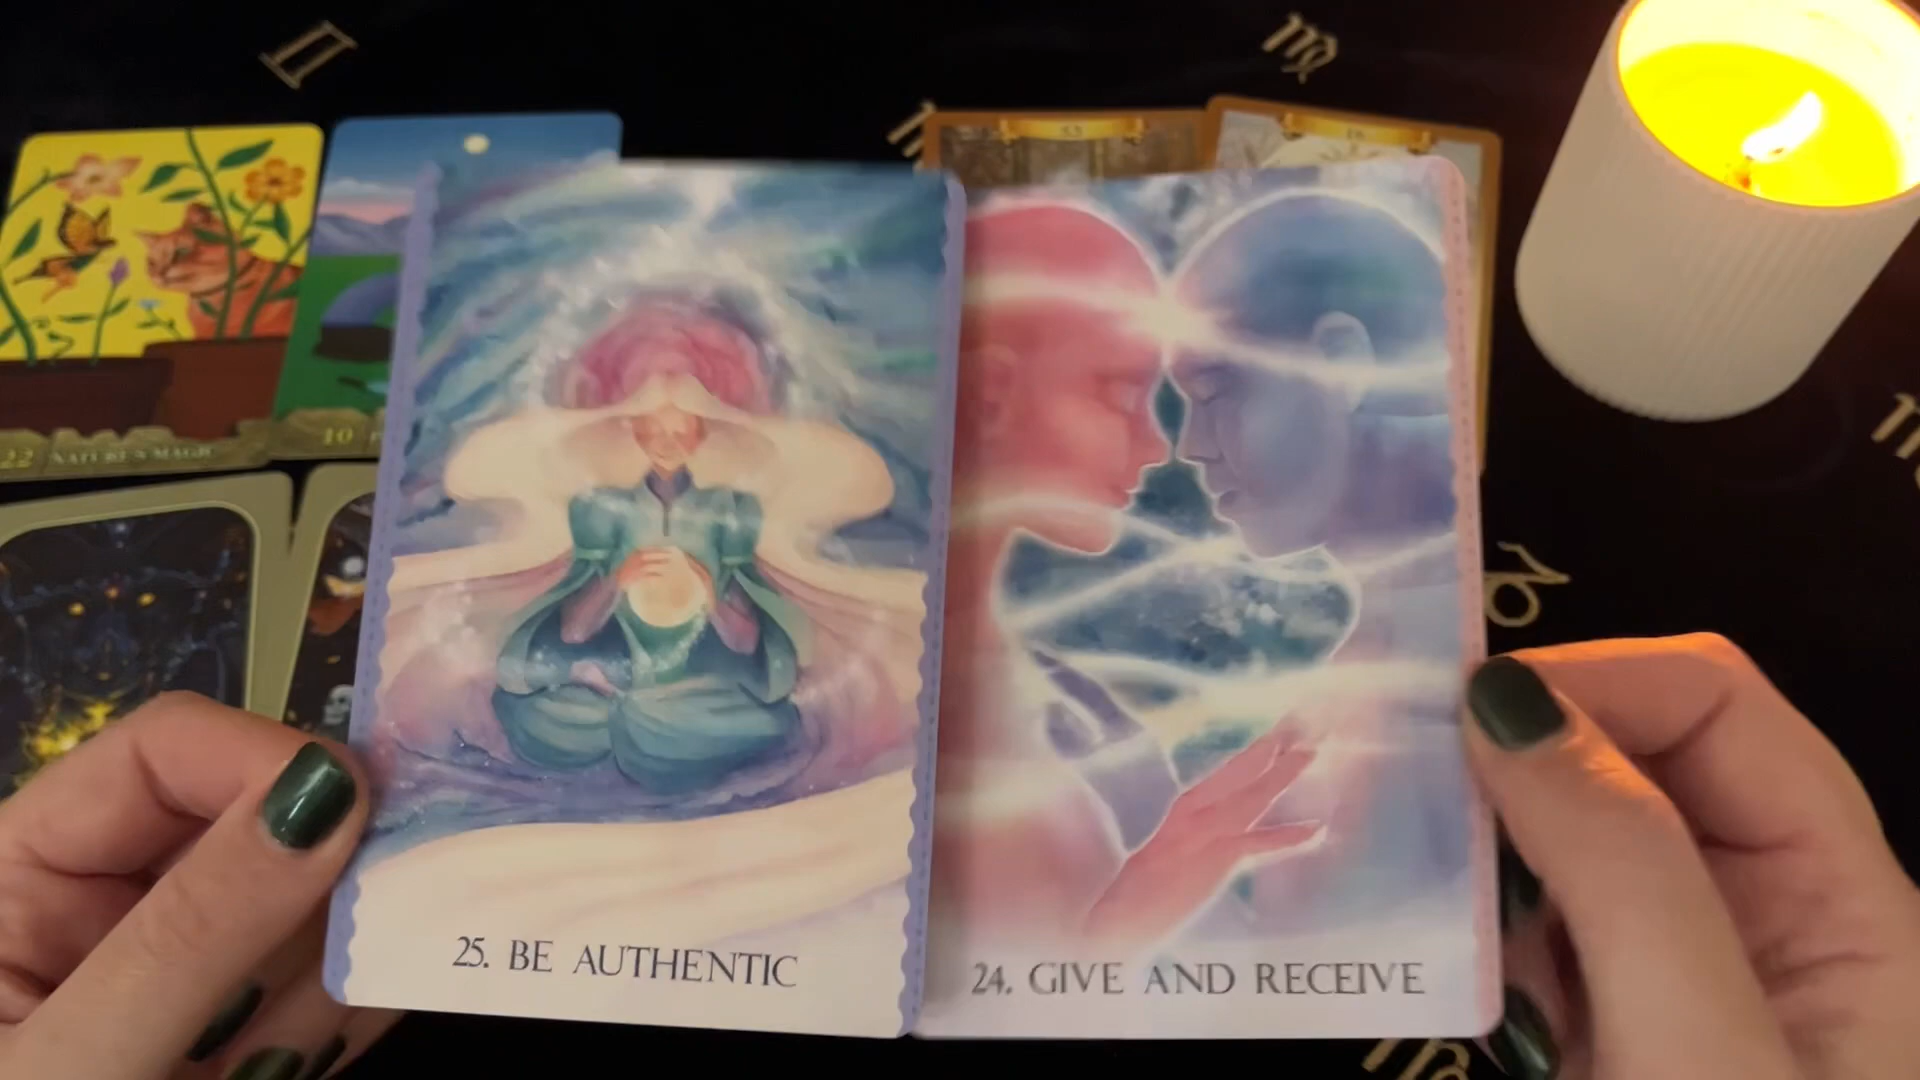 22 NATURE'S MAGIC
10
25. BE AUTHENTIC
24. GIVE AND RECEIVE